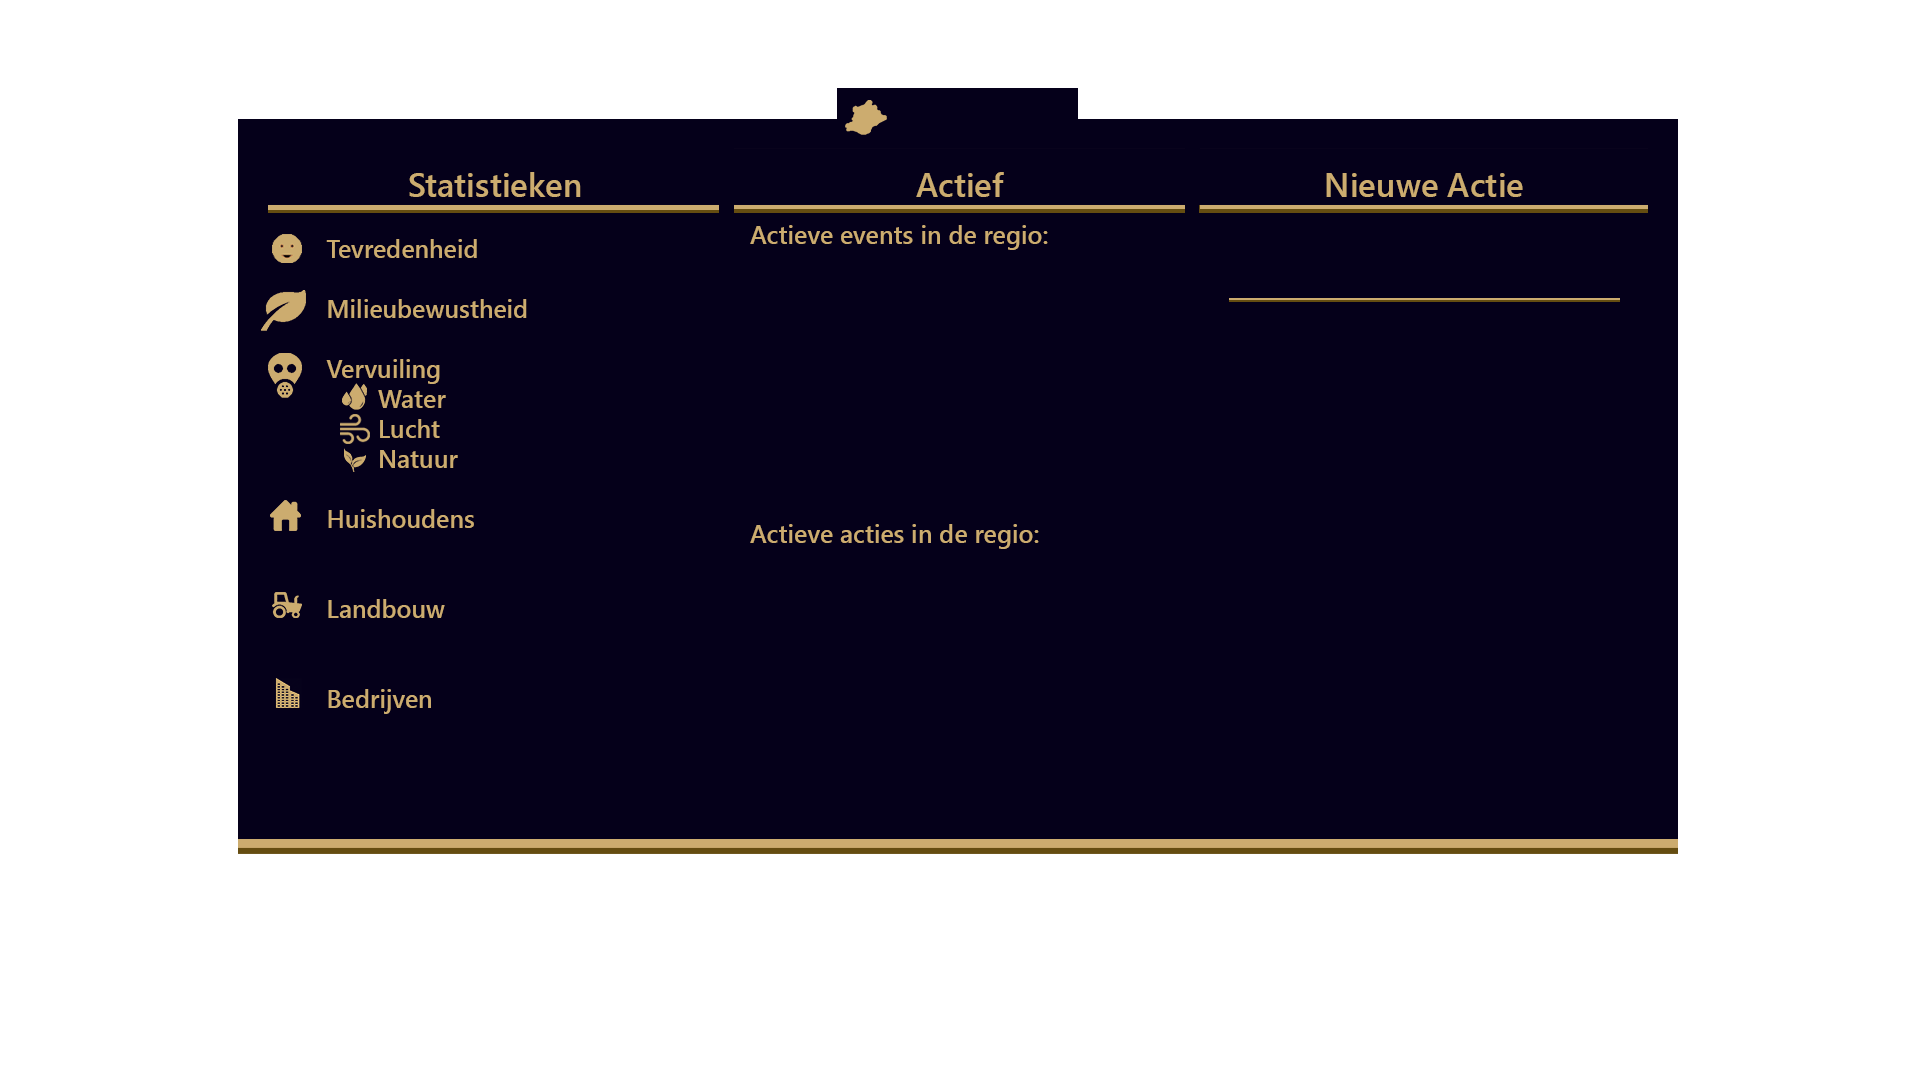 Statistieken
Tevredenheid
Milieubewustheid
Vervuiling
Water
Lucht
Natuur
Huishoudens
Landbouw
Bedrijven
Actief
Actieve events in de regio:
Actieve acties in de regio:
Nieuwe Actie